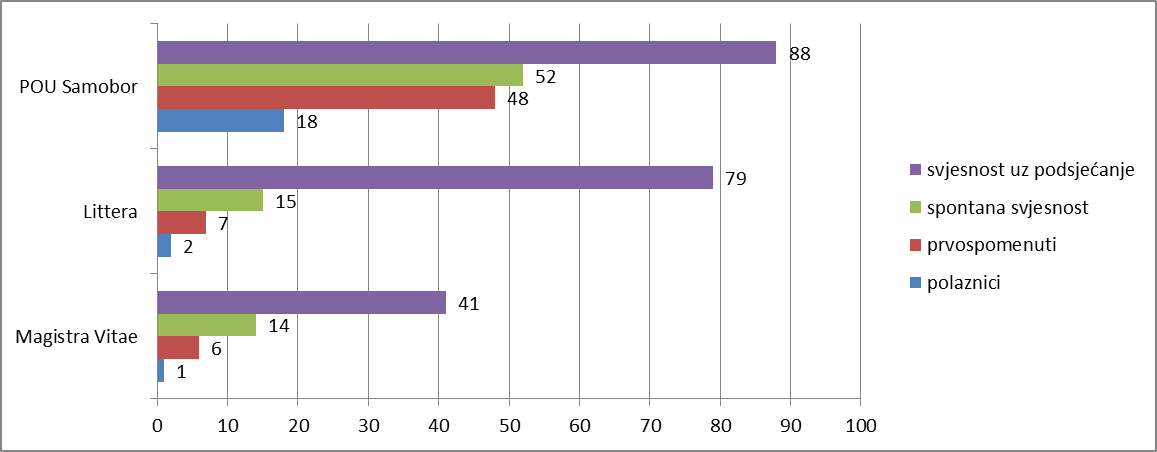 POU Samobor
88
52
48
18
Littera
79
15
7
2
Magistra Vitae
41
14
6
1
0 10 20 30 40 50 60 70 80 90 100
svjesnost uz podsjećanje
spontana svjesnost
prvospomenuti
polaznici